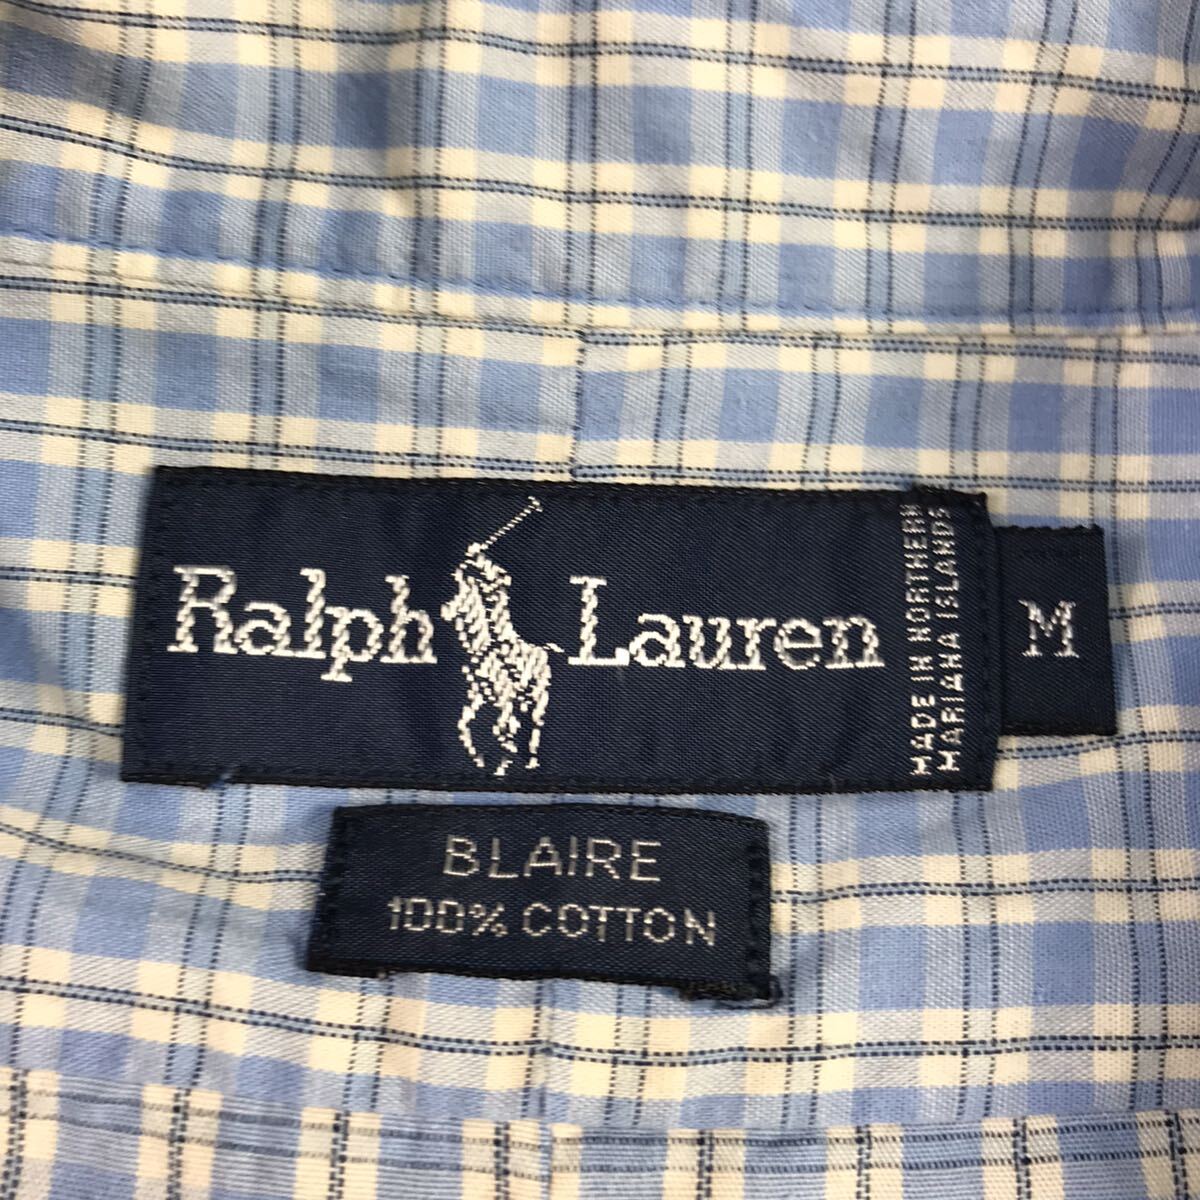 Ralph Lauren
MADE IN NORTHERN
MARIANA ISLANDS
M
BLAIRE
100% COTTON